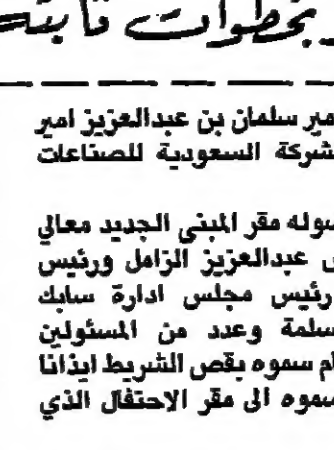 بخطوات ثابتة
مير سلمان بن عبدالعزيز امير
شركة السعودية للصناعات
سوله مقر المبنى الجديد معالي
عبدالعزيز الزامل ورئيس
رئيس مجلس ادارة سابك
سلمة وعدد من المسئولين
ام سموه بقص الشريط ايذانا
سموه الى مقر الاحتفال الذي